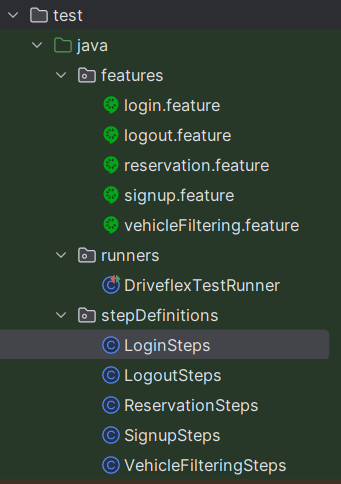 test
java
features
login.feature
logout.feature
reservation.feature
signup.feature
vehicleFiltering.feature
runners
DriveflexTestRunner
stepDefinitions
LoginSteps
LogoutSteps
ReservationSteps
SignupSteps
VehicleFilteringSteps